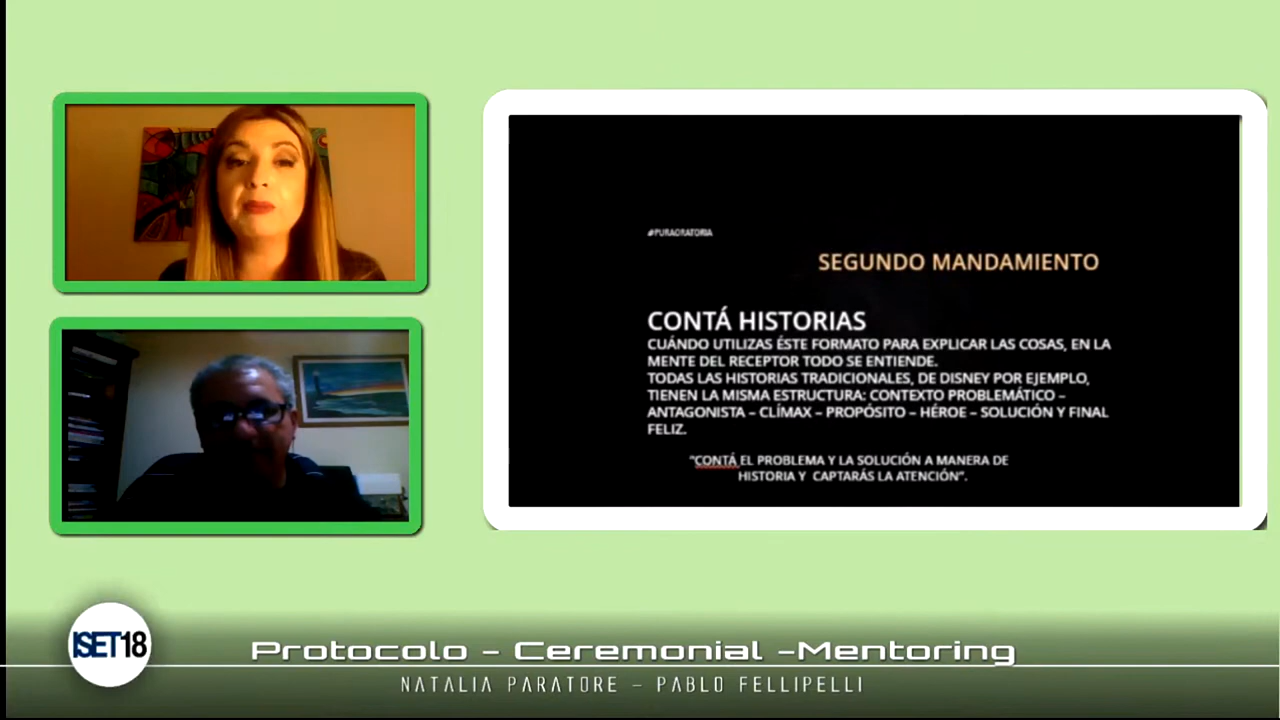 #PURAORATORIA
SEGUNDO MANDAMIENTO
CONTÁ HISTORIAS
CUÁNDO UTILIZAS ÉSTE FORMATO PARA EXPLICAR LAS COSAS, EN LA
MENTE DEL RECEPTOR TODO SE ENTIENDE.
TODAS LAS HISTORIAS TRADICIONALES, DE DISNEY POR EJEMPLO,
TIENEN LA MISMA ESTRUCTURA: CONTEXTO PROBLEMÁTICO –
ANTAGONISTA – CLÍMAX – PROPÓSITO – HÉROE – SOLUCIÓN Y FINAL
FELIZ.
"CONTÁ EL PROBLEMA Y LA SOLUCIÓN A MANERA DE
HISTORIA Y CAPTARÁS LA ATENCIÓN".
ISET18
Protocolo – Ceremonial –Mentoring
NATALIA PARATORE – PABLO FELLIPELLI